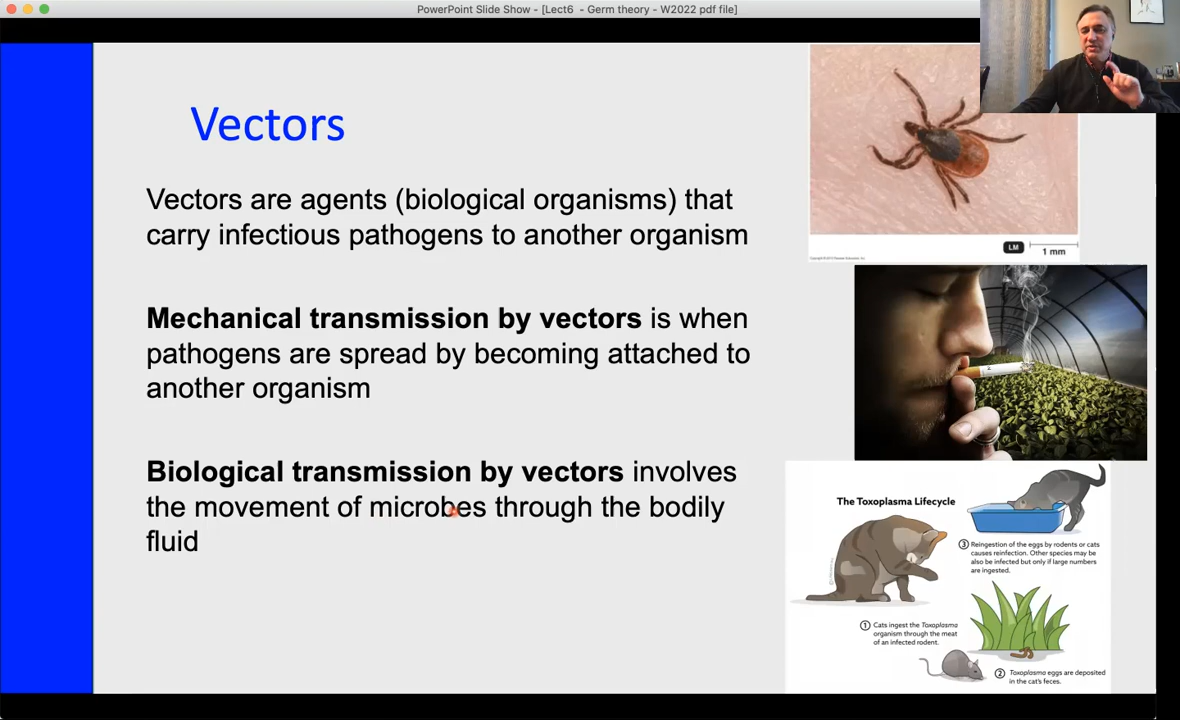 PowerPoint Slide Show - [Lect6 - Germ theory - W2022 pdf file]
Vectors
Vectors are agents (biological organisms) that
carry infectious pathogens to another organism
Mechanical transmission by vectors is when
pathogens are spread by becoming attached to
another organism
Biological transmission by vectors involves
the movement of microbes through the bodily
fluid
LM
1 mm
The Toxoplasma Lifecycle
3 Reingestion of the eggs by rodents or cats
causes reinfection. Other species may be
also be infected but only if large numbers
are ingested.
1 Cats ingest the Toxoplasma
organism through the meat
of an infected rodent.
2 Toxoplasma eggs are deposited
in the cat's feces.